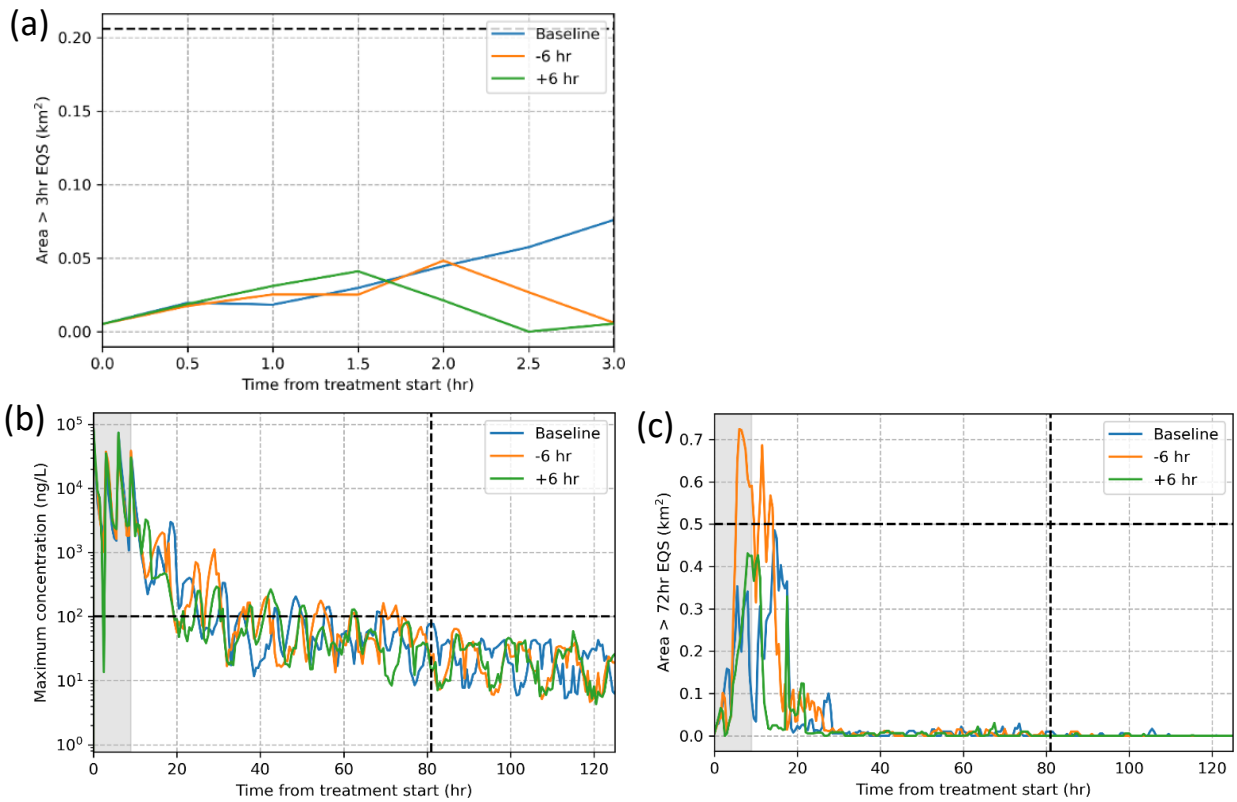 (a)
Area > 3hr EQS (km²)
0.20
0.15
0.10
0.05
0.00
Baseline
-6 hr
+6 hr
0.0 0.5 1.0 1.5 2.0 2.5 3.0
Time from treatment start (hr)
(b)
Maximum concentration (ng/L)
10⁵
10⁴
10³
10²
10¹
10⁰
Baseline
-6 hr
+6 hr
0 20 40 60 80 100 120
Time from treatment start (hr)
(c)
Area > 72hr EQS (km²)
0.7
0.6
0.5
0.4
0.3
0.2
0.1
0.0
Baseline
-6 hr
+6 hr
0 20 40 60 80 100 120
Time from treatment start (hr)